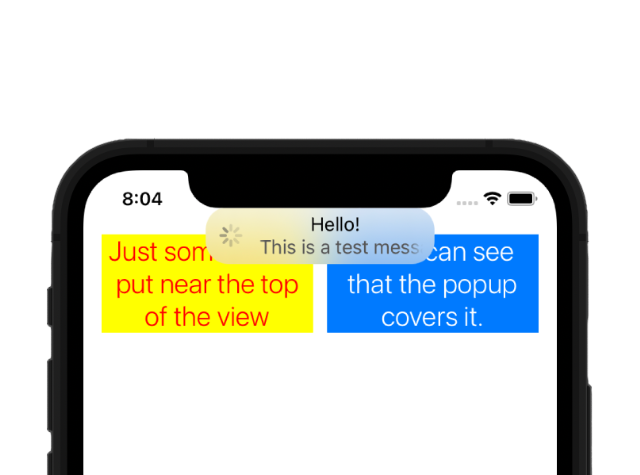 8:04
Hello!
This is a test mess
Just som
put near the top
of the view
can see
that the popup
covers it.